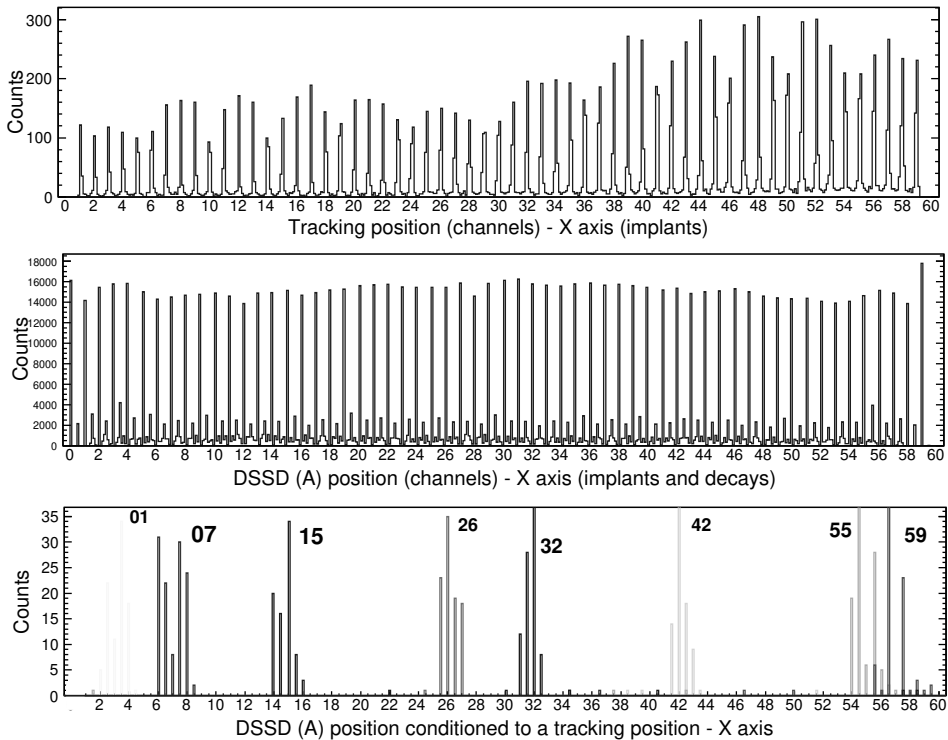 300
200
100
0
Counts
0 2 4 6 8 10 12 14 16 18 20 22 24 26 28 30 32 34 36 38 40 42 44 46 48 50 52 54 56 58 60
Tracking position (channels) - X axis (implants)
18000
16000
14000
12000
10000
8000
6000
4000
2000
0
Counts
0 2 4 6 8 10 12 14 16 18 20 22 24 26 28 30 32 34 36 38 40 42 44 46 48 50 52 54 56 58 60
DSSD (A) position (channels) - X axis (implants and decays)
35
30
25
20
15
10
5
0
Counts
01 07 15 26 32 42 55 59
2 4 6 8 10 12 14 16 18 20 22 24 26 28 30 32 34 36 38 40 42 44 46 48 50 52 54 56 58 60
DSSD (A) position conditioned to a tracking position - X axis